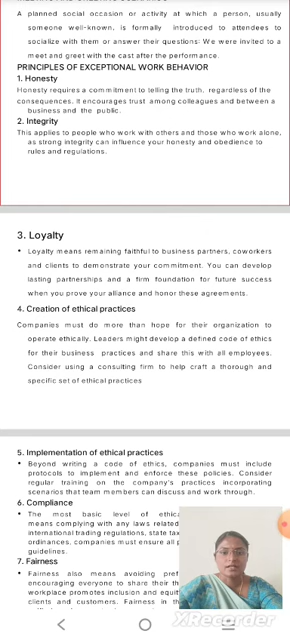 A planned social occasion or activity at which a person, usually
someone well-known, is formally introduced to attendees to
socialize with them or answer their questions: We were invited to a
meet and greet with the cast after the performance.
PRINCIPLES OF EXCEPTIONAL WORK BEHAVIOR
1. Honesty
Honesty requires a commitment to telling the truth, regardless of the
consequences. It encourages trust among colleagues and between a
business and the public.
2. Integrity
This applies to people who work with others and those who work alone,
as strong integrity can influence your honesty and obedience to
rules and regulations.
3. Loyalty
• Loyalty means remaining faithful to business partners, coworkers
and clients to demonstrate your commitment. You can develop
lasting partnerships and a firm foundation for future success
when you prove your alliance and honor these agreements.
4. Creation of ethical practices
Companies must do more than hope for their organization to
operate ethically. Leaders might develop a defined code of ethics
for their business practices and share this with all employees.
Consider using a consulting firm to help craft a thorough and
specific set of ethical practices
5. Implementation of ethical practices
• Beyond writing a code of ethics, companies must include
protocols to implement and enforce these policies. Consider
regular training on the company's practices incorporating
scenarios that team members can discuss and work through.
6. Compliance
• The most basic level of ethica
means complying with any laws related
international trading regulations, state tax
ordinances, companies must ensure all p
guidelines.
7. Fairness
• Fairness also means avoiding pref
encouraging everyone to share their th
workplace promotes inclusion and equit
clients and customers. Fairness in th
XRecorder